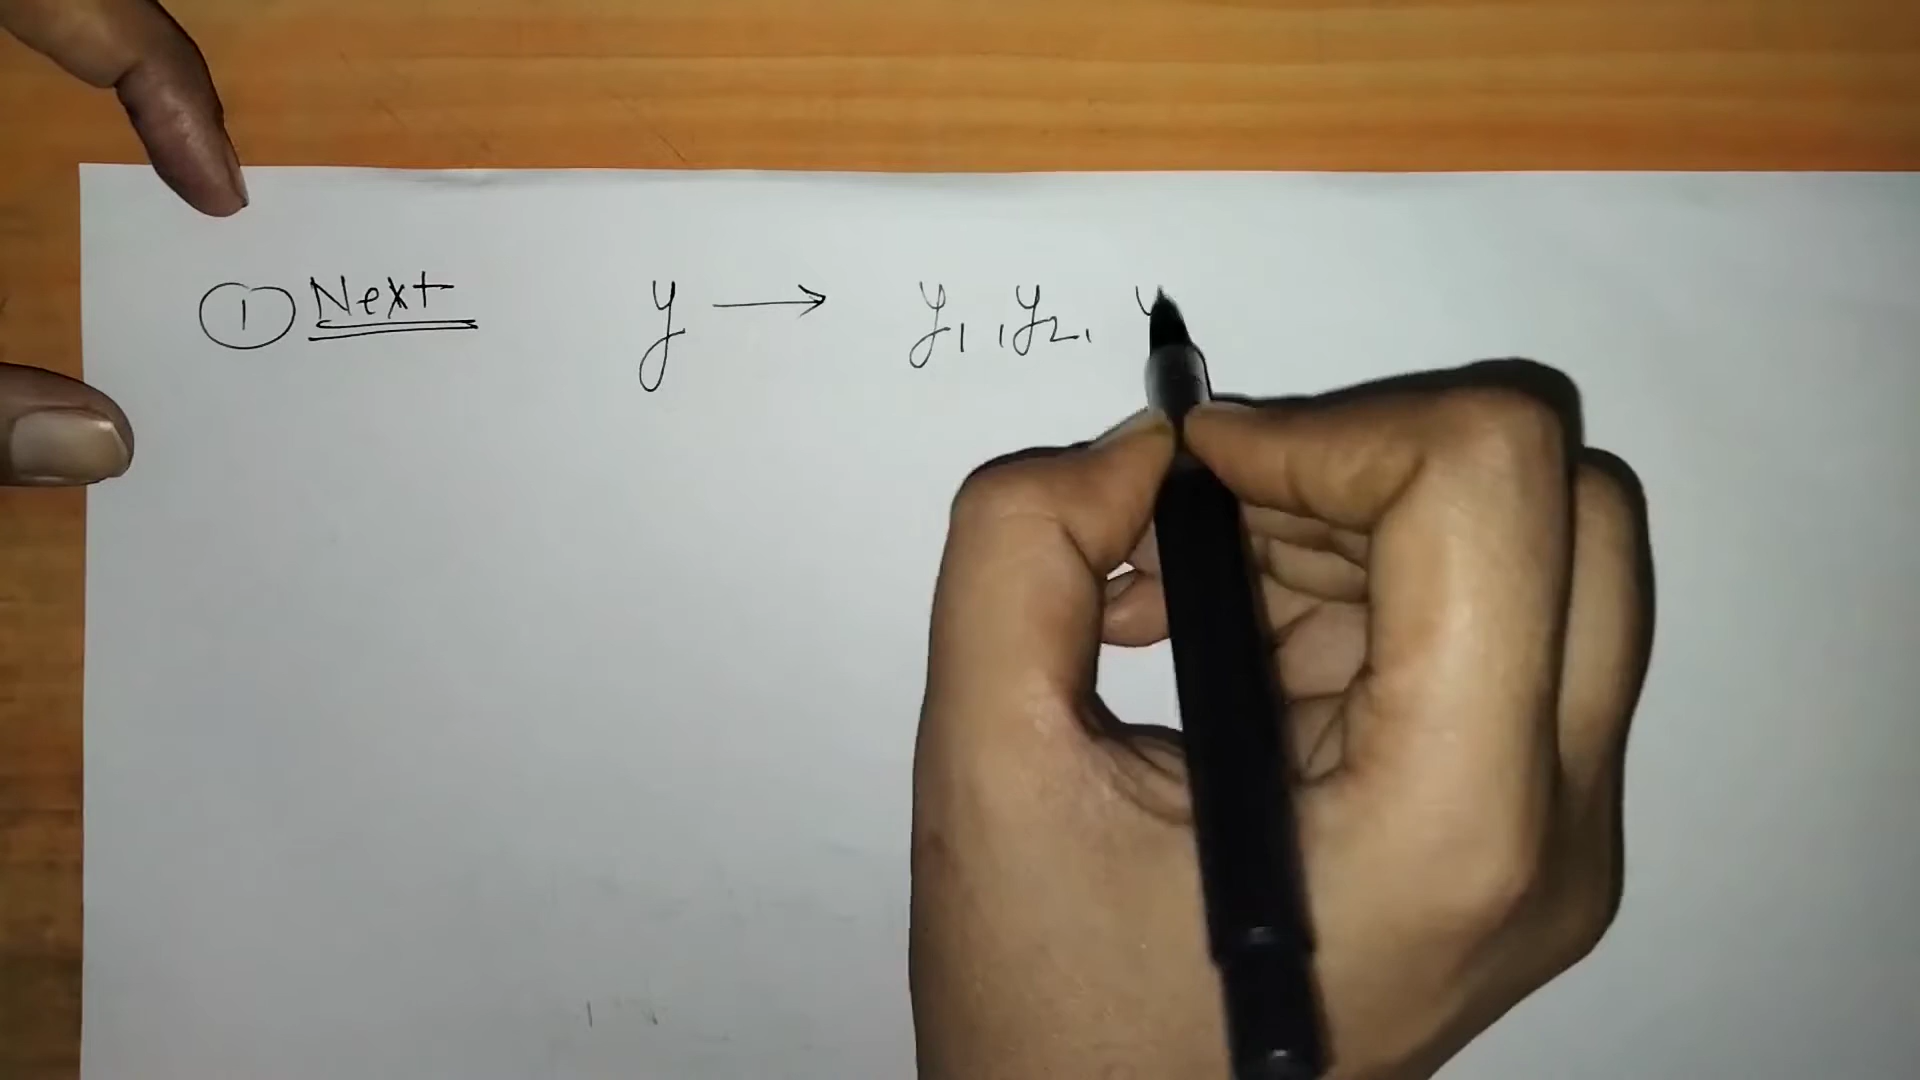 ① Next y → y₁, y₂, y